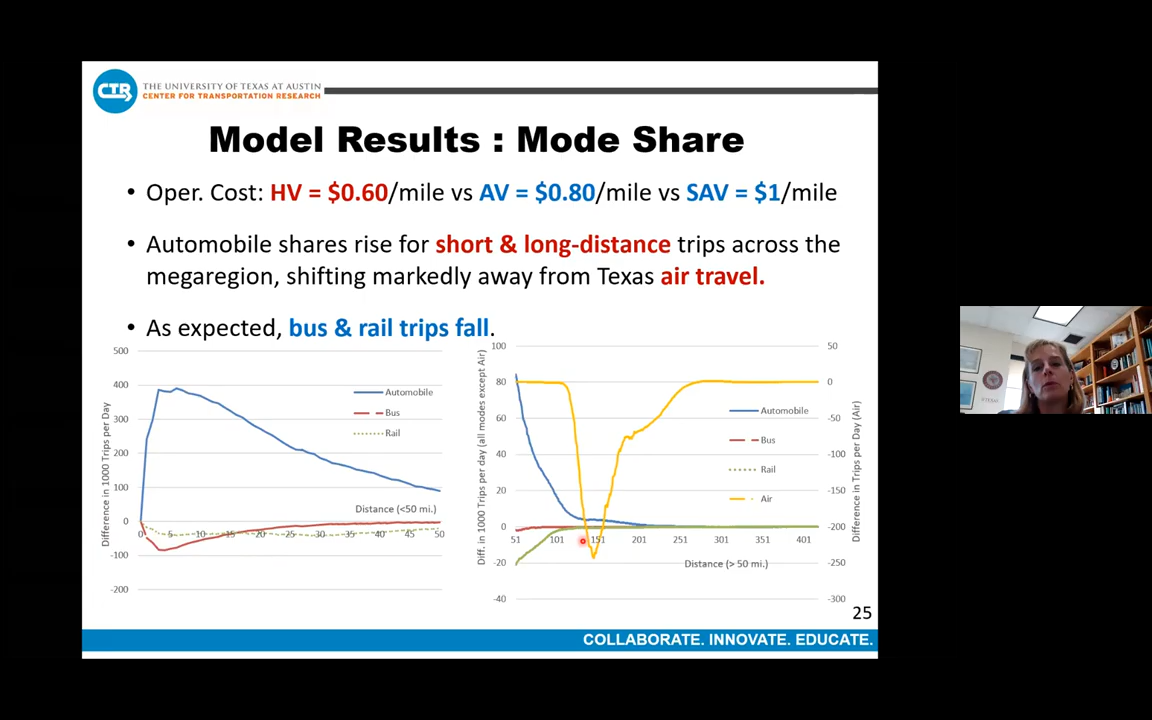 CTR
THE UNIVERSITY OF TEXAS AT AUSTIN
CENTER FOR TRANSPORTATION RESEARCH
Model Results : Mode Share
• Oper. Cost: HV = $0.60/mile vs AV = $0.80/mile vs SAV = $1/mile
• Automobile shares rise for short & long-distance trips across the
megaregion, shifting markedly away from Texas air travel.
• As expected, bus & rail trips fall.
Difference in 1000 Trips per Day
500
400
300
200
100
0
-100
-200
Automobile
Bus
Rail
Distance (<50 mi.)
0 5 10 15 20 25 30 35 40 45 50
Diff. in 1000 Trips per day (all modes except Air)
100
80
60
40
20
0
-20
-40
Automobile
Bus
Rail
Air
51 101 151 201 251 301 351 401
Distance (> 50 mi.)
50
0
-50
-100
-150
-200
-250
-300
Difference in Trips per Day (Air)
25
COLLABORATE. INNOVATE. EDUCATE.